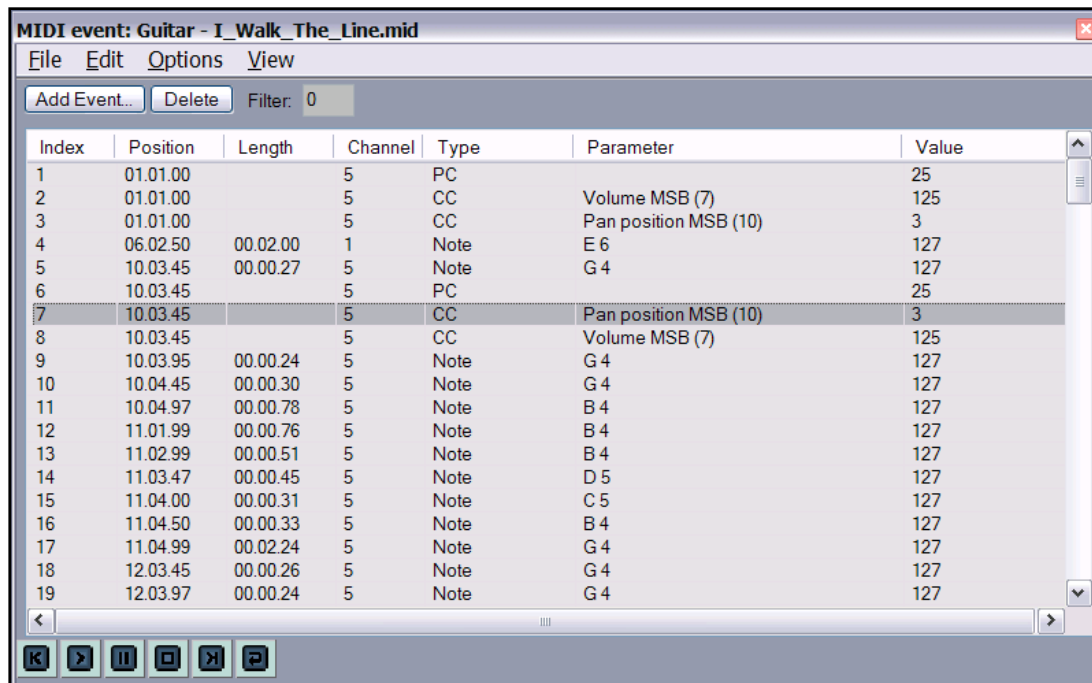 MIDI event: Guitar - I_Walk_The_Line.mid
File Edit Options View
Add Event... Delete Filter: 0
Index Position Length Channel Type Parameter Value
1 01.01.00 5 PC 25
2 01.01.00 5 CC Volume MSB (7) 125
3 01.01.00 5 CC Pan position MSB (10) 3
4 06.02.50 00.02.00 1 Note E 6 127
5 10.03.45 00.00.27 5 Note G 4 127
6 10.03.45 5 PC 25
7 10.03.45 5 CC Pan position MSB (10) 3
8 10.03.45 5 CC Volume MSB (7) 125
9 10.03.95 00.00.24 5 Note G 4 127
10 10.04.45 00.00.30 5 Note G 4 127
11 10.04.97 00.00.78 5 Note B 4 127
12 11.01.99 00.00.76 5 Note B 4 127
13 11.02.99 00.00.51 5 Note B 4 127
14 11.03.47 00.00.45 5 Note D 5 127
15 11.04.00 00.00.31 5 Note C 5 127
16 11.04.50 00.00.33 5 Note B 4 127
17 11.04.99 00.02.24 5 Note G 4 127
18 12.03.45 00.00.26 5 Note G 4 127
19 12.03.97 00.00.24 5 Note G 4 127